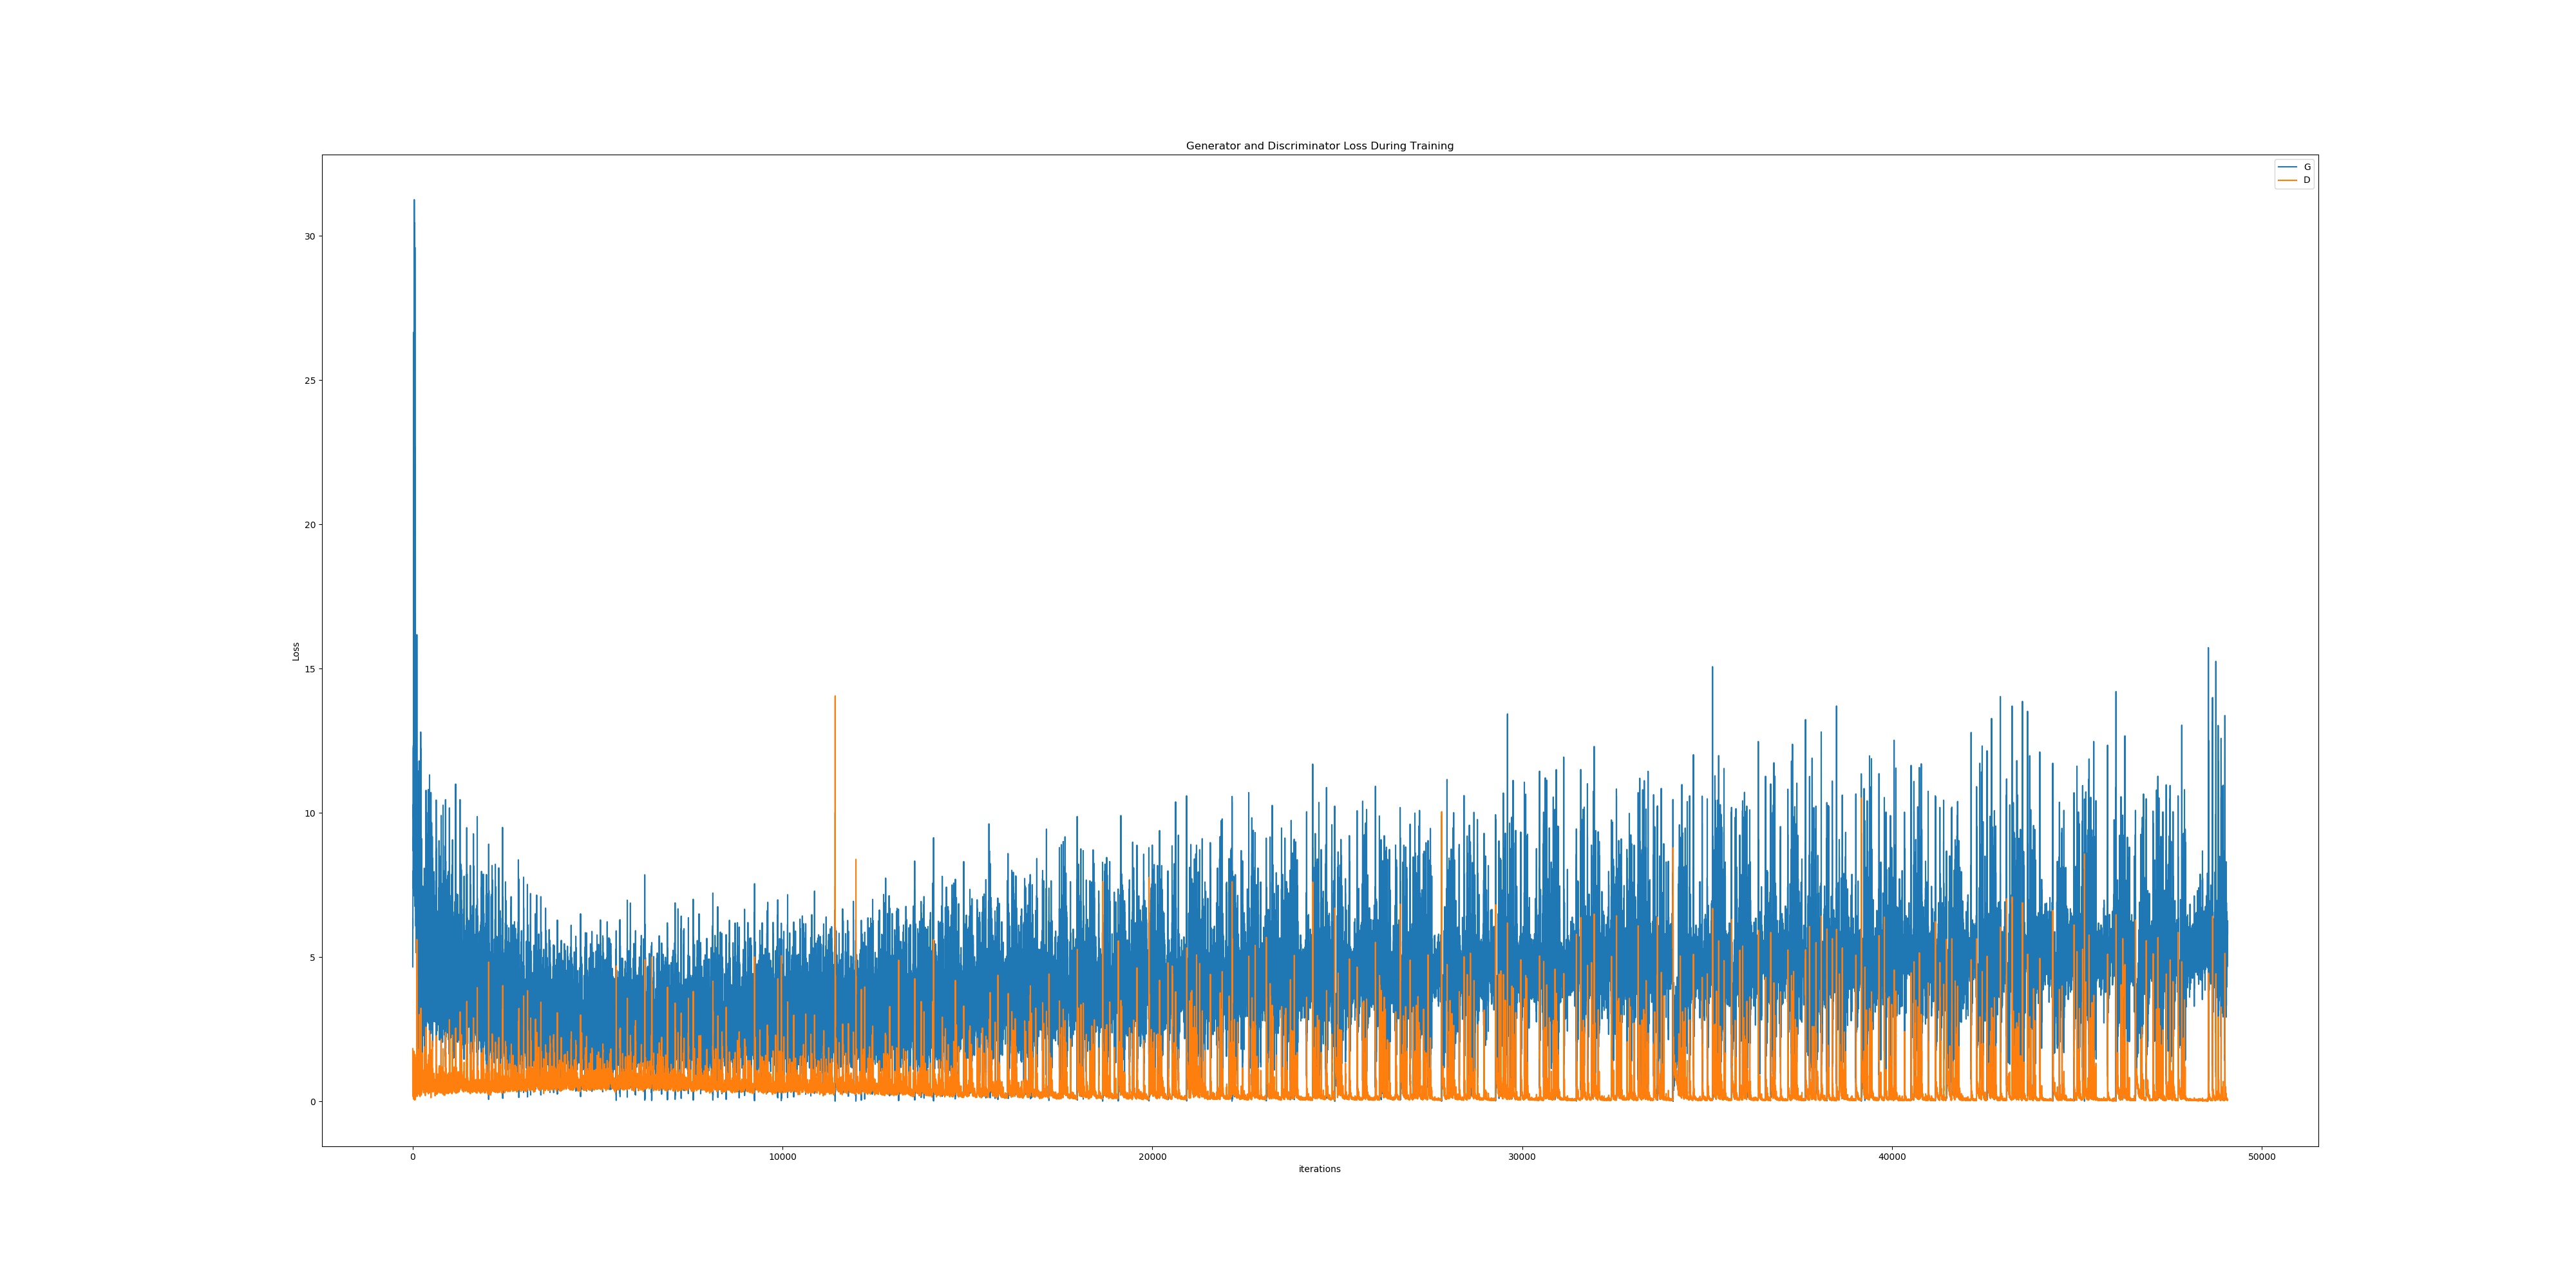 Generator and Discriminator Loss During Training
G
D
30
25
20
15
10
5
0
Loss
0 10000 20000 30000 40000 50000
iterations